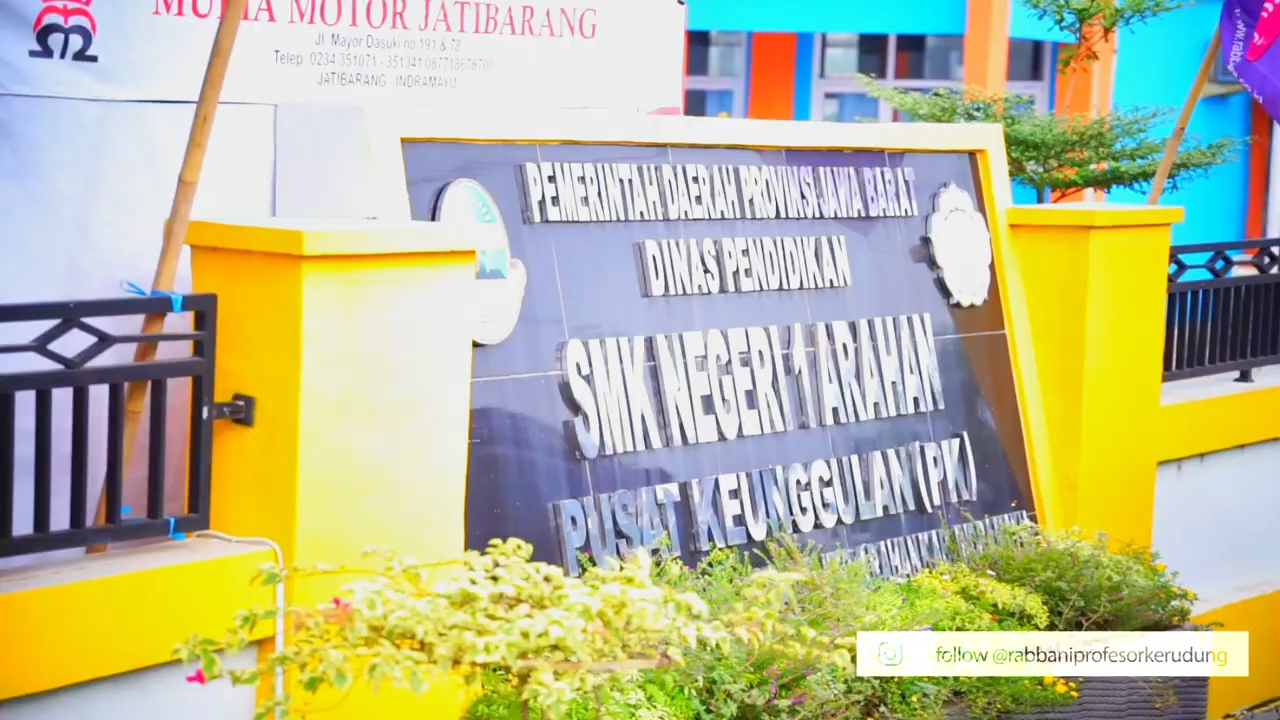 MULIA MOTOR JATIBARANG
Jl. Mayor Dasuki no 191 & 78
JATIBARANG - INDRAMAYU
PEMERINTAH DAERAH PROVINSI JAWA BARAT
DINAS PENDIDIKAN
SMK NEGERI 1 ARAHAN
PUSAT KEUNGGULAN (PK)
follow @rabbaniprofesorkerudung